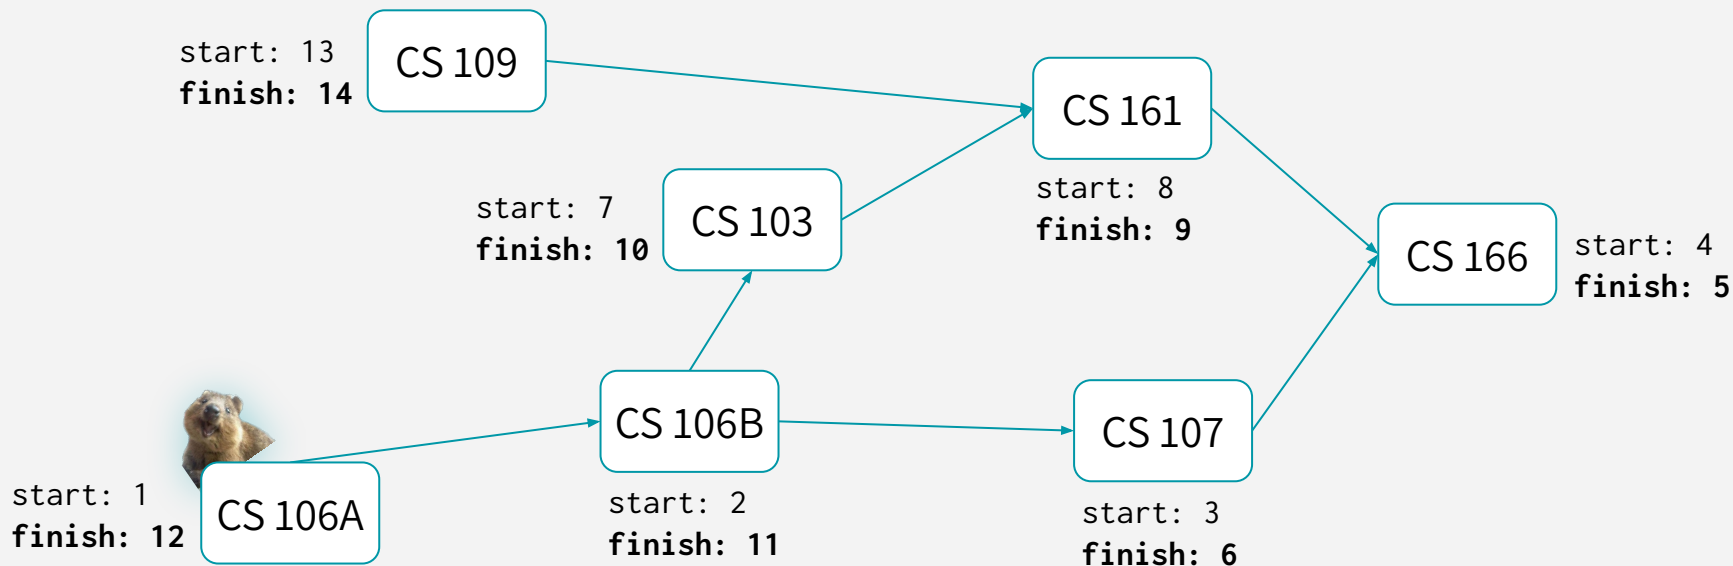 start: 13
finish: 14
CS 109
CS 161
start: 8
finish: 9
start: 7
finish: 10
CS 103
CS 166
start: 4
finish: 5
start: 1
finish: 12
CS 106A
CS 106B
start: 2
finish: 11
CS 107
start: 3
finish: 6